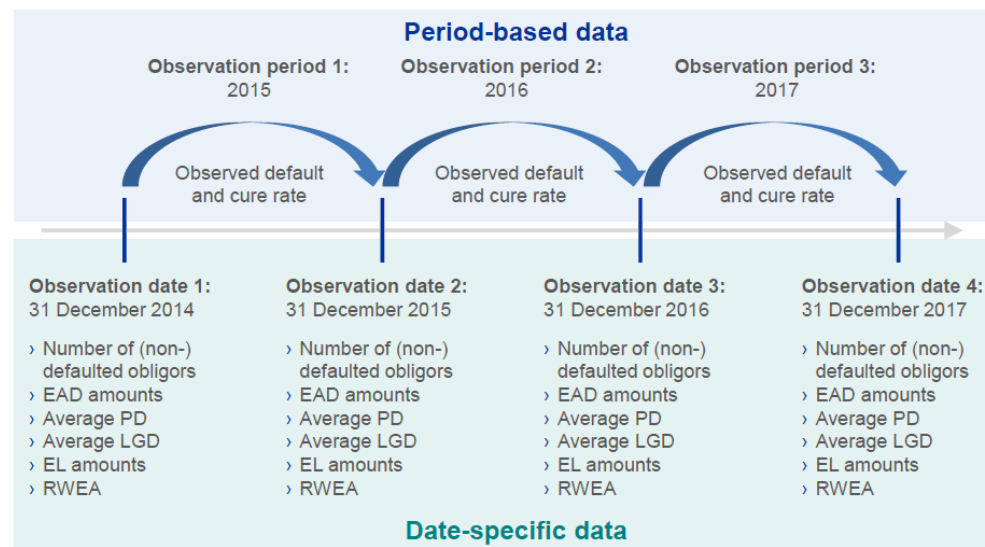 Period-based data
Observation period 1:
2015
Observation period 2:
2016
Observation period 3:
2017
Observed default
and cure rate
Observed default
and cure rate
Observed default
and cure rate
Observation date 1:
31 December 2014
› Number of (non-)
defaulted obligors
› EAD amounts
› Average PD
› Average LGD
› EL amounts
› RWEA
Observation date 2:
31 December 2015
› Number of (non-)
defaulted obligors
› EAD amounts
› Average PD
› Average LGD
› EL amounts
› RWEA
Observation date 3:
31 December 2016
› Number of (non-)
defaulted obligors
› EAD amounts
› Average PD
› Average LGD
› EL amounts
› RWEA
Observation date 4:
31 December 2017
› Number of (non-)
defaulted obligors
› EAD amounts
› Average PD
› Average LGD
› EL amounts
› RWEA
Date-specific data